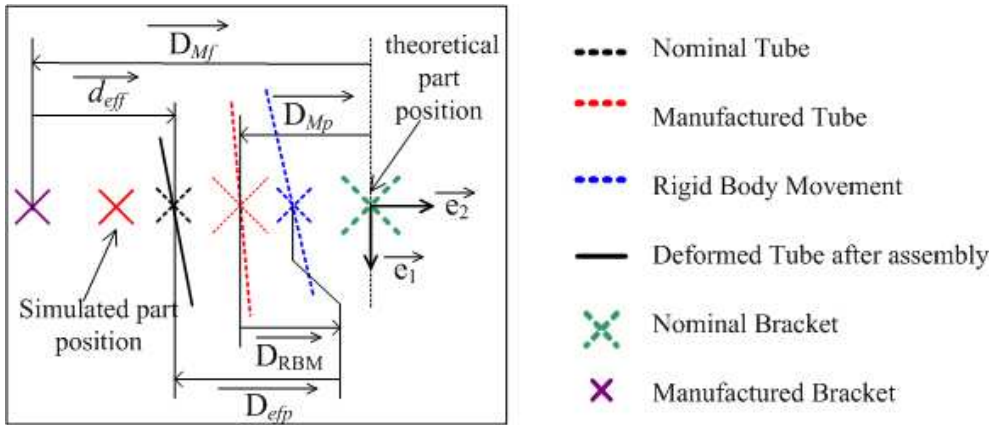 D_Mf
d_eff
theoretical
part
position
D_Mp
e_2
e_1
Simulated part
position
D_RBM
D_efp
Nominal Tube
Manufactured Tube
Rigid Body Movement
Deformed Tube after assembly
Nominal Bracket
Manufactured Bracket